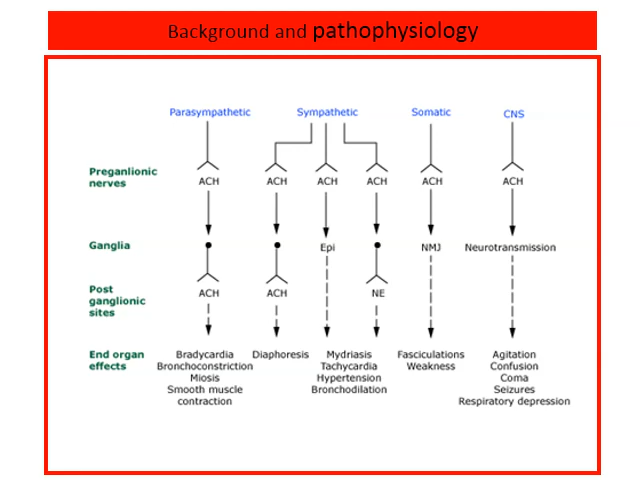 Background and pathophysiology
Parasympathetic Sympathetic Somatic CNS
Preganlionic
nerves
ACH ACH ACH ACH ACH ACH
Ganglia
Epi NMJ Neurotransmission
Post
ganglionic
sites
ACH ACH NE
End organ
effects
Bradycardia
Bronchoconstriction
Miosis
Smooth muscle
contraction
Diaphoresis
Mydriasis
Tachycardia
Hypertension
Bronchodilation
Fasciculations
Weakness
Agitation
Confusion
Coma
Seizures
Respiratory depression